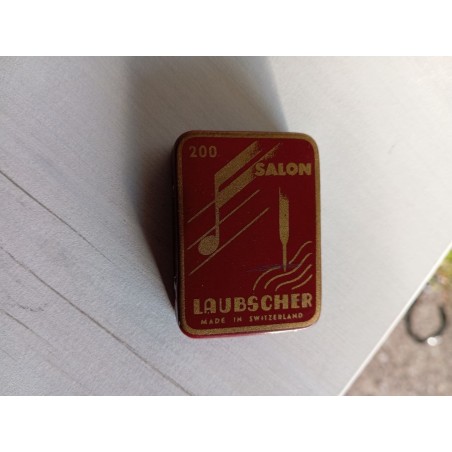 200
SALON
LAUBSCHER
MADE IN SWITZERLAND